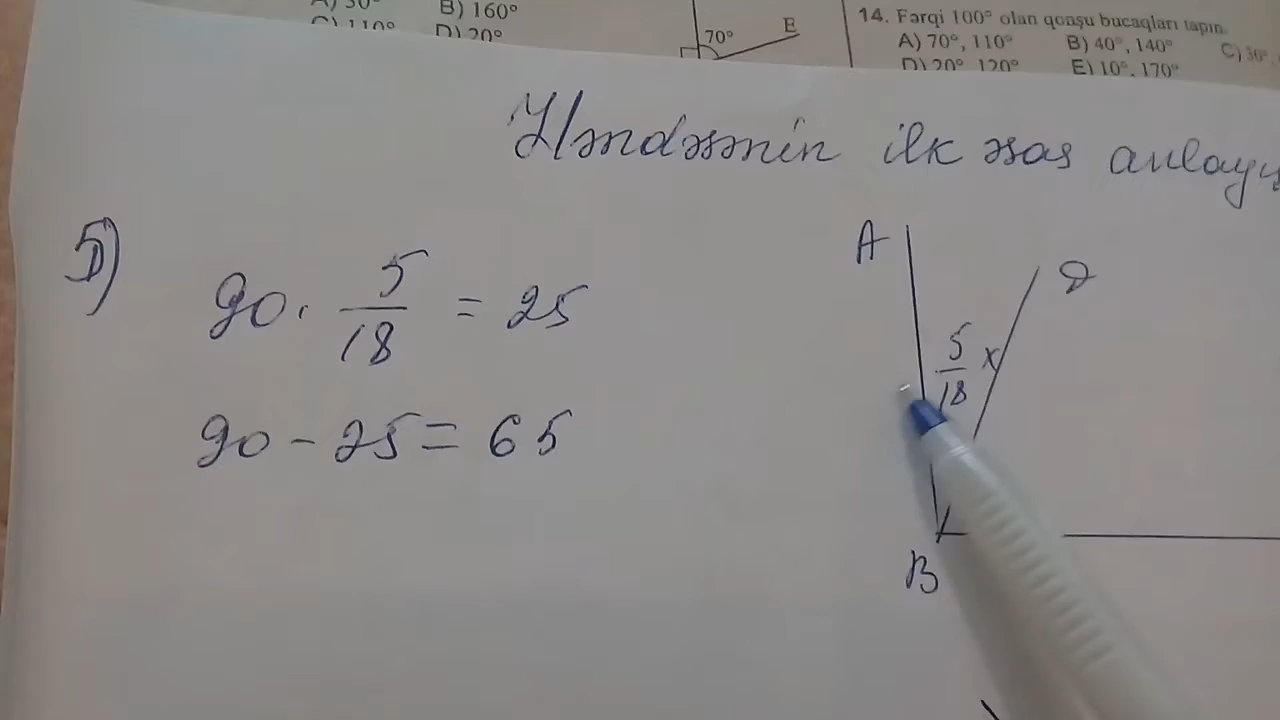 B) 160°
C) 110°
D) 20°
70°
E
14. Fərqi 100° olan qonşu bucaqları tapın.
A) 70°, 110°
B) 40°, 140°
D) 20°, 120°
E) 10°, 170°
Həndəsənin ilk əsas
5)
90 · 5/18 = 25
90 - 25 = 65
A
D
5/18 x
B